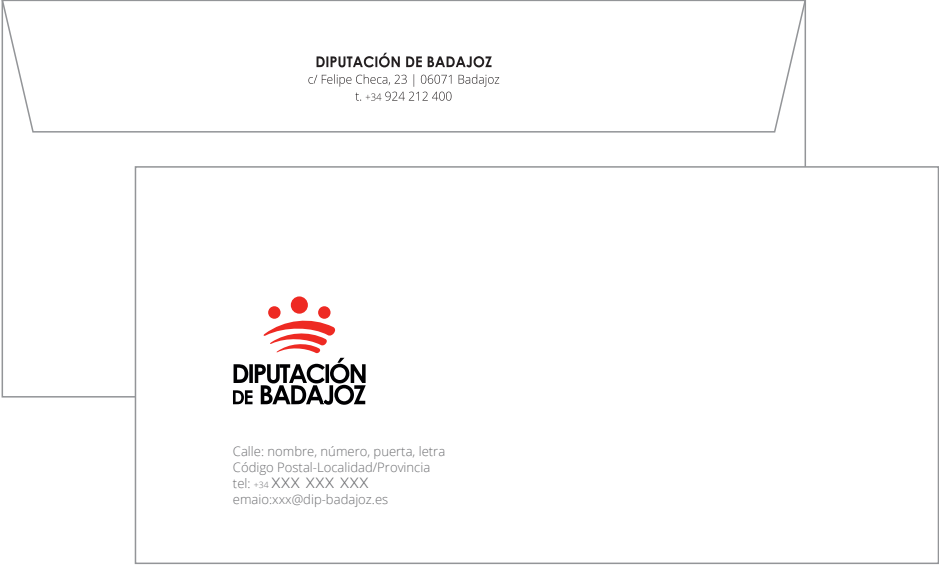 DIPUTACIÓN DE BADAJOZ
c/ Felipe Checa, 23 | 06071 Badajoz
t. +34 924 212 400
DIPUTACIÓN
DE BADAJOZ
Calle: nombre, número, puerta, letra
Código Postal-Localidad/Provincia
tel: +34 XXX XXX XXX
emaio:xxx@dip-badajoz.es